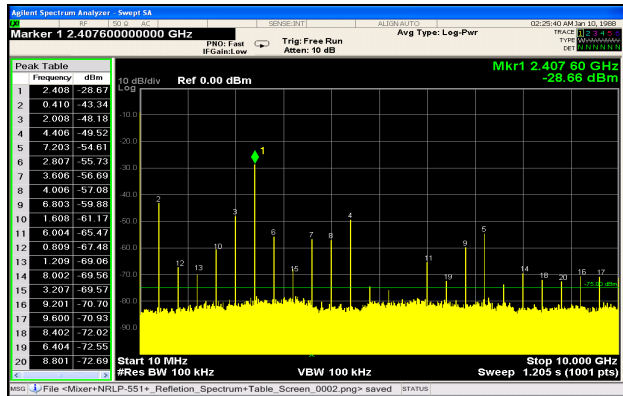 Agilent Spectrum Analyzer - Swept SA
RF 50 Ω AC SENSE:INT ALIGN AUTO 02:25:40 AM Jan 10, 1988
Marker 1 2.407600000000 GHz
PNO: Fast
IFGain:Low
Trig: Free Run
Atten: 10 dB
Avg Type: Log-Pwr
TRACE 1 2 3 4 5 6
TYPE
DET N N N N N N
Peak Table
Frequency dBm
1 2.408 -28.67
2 0.410 -43.34
3 2.008 -48.18
4 4.406 -49.52
5 7.203 -54.61
6 2.807 -55.73
7 3.606 -56.69
8 4.006 -57.08
9 6.803 -59.88
10 1.608 -61.17
11 6.004 -65.47
12 0.809 -67.48
13 1.209 -69.06
14 8.002 -69.56
15 3.207 -69.57
16 9.201 -70.70
17 9.600 -70.93
18 8.402 -72.02
19 6.404 -72.55
20 8.801 -72.69
Mkr1 2.407 60 GHz
-28.66 dBm
10 dB/div Ref 0.00 dBm
Log
-10.0
-20.0
-30.0
-40.0
-50.0
-60.0
-70.0
-80.0
-90.0
1
2
3
4
5
6
7
8
9
10
11
12
13
14
15
16
17
18
19
20
-75.00 dBm
Start 10 MHz Stop 10.000 GHz
#Res BW 100 kHz VBW 100 kHz Sweep 1.205 s (1001 pts)
MSG File <Mixer+NRLP-551+_Refletion_Spectrum+Table_Screen_0002.png> saved STATUS